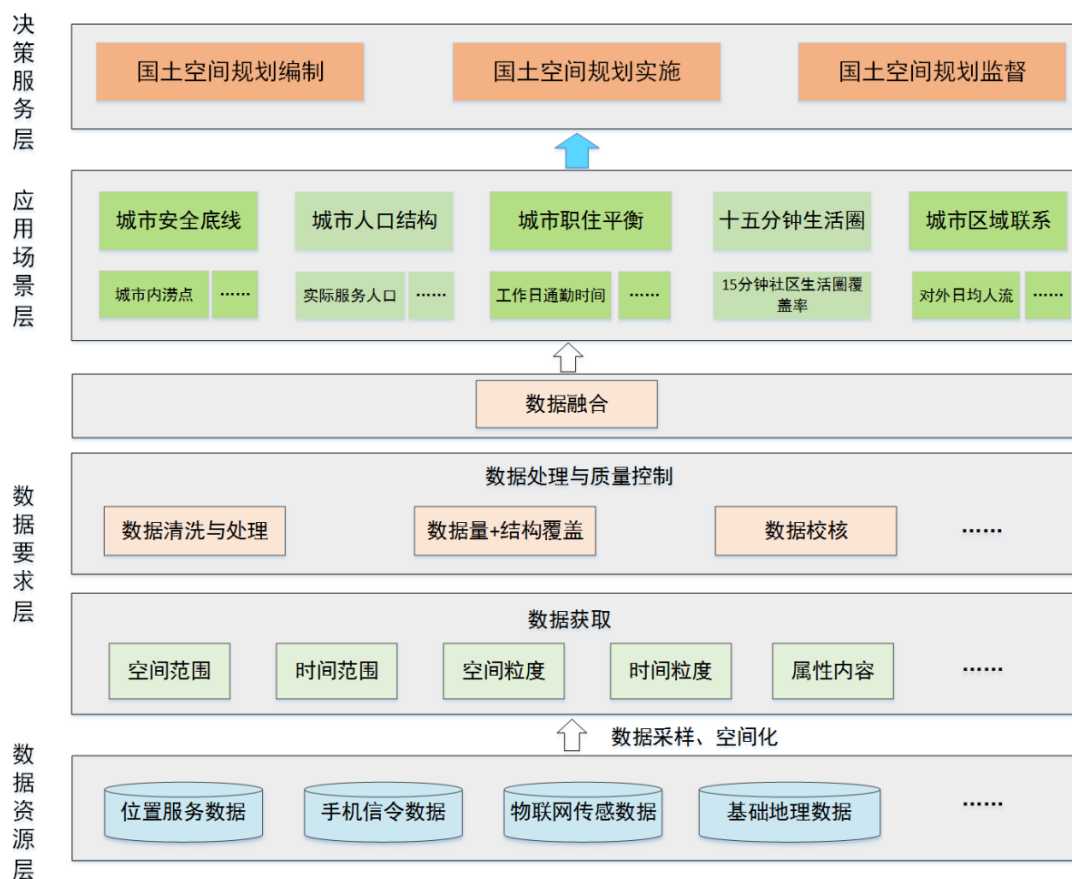 决策服务层
国土空间规划编制
国土空间规划实施
国土空间规划监督
应用场景层
城市安全底线
城市人口结构
城市职住平衡
十五分钟生活圈
城市区域联系
城市内涝点
……
实际服务人口
……
工作日通勤时间
……
15分钟社区生活圈覆
盖率
对外日均人流
……
数据要求层
数据融合
数据处理与质量控制
数据清洗与处理
数据量+结构覆盖
数据校核
……
数据获取
空间范围
时间范围
空间粒度
时间粒度
属性内容
……
数据采样、空间化
数据资源层
位置服务数据
手机信令数据
物联网传感数据
基础地理数据
……